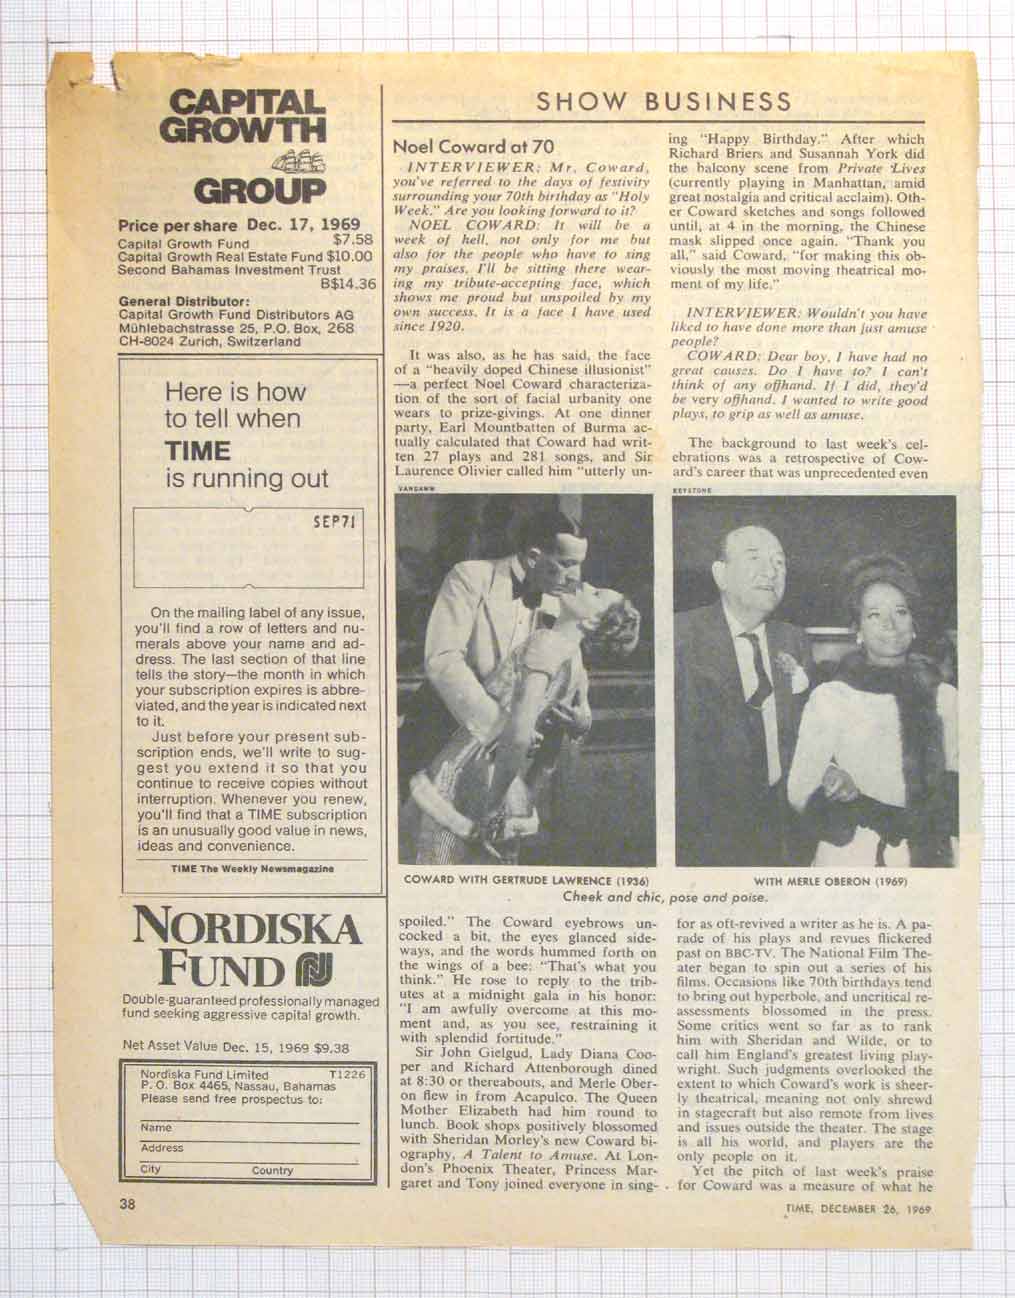 CAPITAL
GROWTH
GROUP
Price per share Dec. 17, 1969
Capital Growth Fund $7.58
Capital Growth Real Estate Fund $10.00
Second Bahamas Investment Trust
B$14.36
General Distributor:
Capital Growth Fund Distributors AG
Mühlebachstrasse 25, P.O. Box, 268
CH-8024 Zurich, Switzerland
Here is how
to tell when
TIME
is running out
SEP71
On the mailing label of any issue,
you'll find a row of letters and nu-
merals above your name and ad-
dress. The last section of that line
tells the story—the month in which
your subscription expires is abbre-
viated, and the year is indicated next
to it.
Just before your present sub-
scription ends, we'll write to sug-
gest you extend it so that you
continue to receive copies without
interruption. Whenever you renew,
you'll find that a TIME subscription
is an unusually good value in news,
ideas and convenience.
TIME The Weekly Newsmagazine
NORDISKA
FUND
Double-guaranteed professionally managed
fund seeking aggressive capital growth.
Net Asset Value Dec. 15, 1969 $9.38
Nordiska Fund Limited T1226
P. O. Box 4465, Nassau, Bahamas
Please send free prospectus to:
Name
Address
City Country
38
SHOW BUSINESS
Noel Coward at 70
INTERVIEWER: Mr. Coward,
you've referred to the days of festivity
surrounding your 70th birthday as "Holy
Week." Are you looking forward to it?
NOEL COWARD: It will be a
week of hell, not only for me but
also for the people who have to sing
my praises. I'll be sitting there wear-
ing my tribute-accepting face, which
shows me proud but unspoiled by my
own success. It is a face I have used
since 1920.
It was also, as he has said, the face
of a "heavily doped Chinese illusionist"
—a perfect Noel Coward characteriza-
tion of the sort of facial urbanity one
wears to prize-givings. At one dinner
party, Earl Mountbatten of Burma ac-
tually calculated that Coward had writ-
ten 27 plays and 281 songs, and Sir
Laurence Olivier called him "utterly un-
VANDAMM
COWARD WITH GERTRUDE LAWRENCE (1936)
spoiled." The Coward eyebrows un-
cocked a bit, the eyes glanced side-
ways, and the words hummed forth on
the wings of a bee: "That's what you
think." He rose to reply to the trib-
utes at a midnight gala in his honor:
"I am awfully overcome at this mo-
ment and, as you see, restraining it
with splendid fortitude."
Sir John Gielgud, Lady Diana Coo-
per and Richard Attenborough dined
at 8:30 or thereabouts, and Merle Ober-
on flew in from Acapulco. The Queen
Mother Elizabeth had him round to
lunch. Book shops positively blossomed
with Sheridan Morley's new Coward bi-
ography, A Talent to Amuse. At Lon-
don's Phoenix Theater, Princess Mar-
garet and Tony joined everyone in sing-
ing "Happy Birthday." After which
Richard Briers and Susannah York did
the balcony scene from Private Lives
(currently playing in Manhattan, amid
great nostalgia and critical acclaim). Oth-
er Coward sketches and songs followed
until, at 4 in the morning, the Chinese
mask slipped once again. "Thank you
all," said Coward, "for making this ob-
viously the most moving theatrical mo-
ment of my life."
INTERVIEWER: Wouldn't you have
liked to have done more than just amuse
people?
COWARD: Dear boy, I have had no
great causes. Do I have to? I can't
think of any offhand. If I did, they'd
be very offhand. I wanted to write good
plays, to grip as well as amuse.
The background to last week's cel-
ebrations was a retrospective of Cow-
ard's career that was unprecedented even
KEYSTONE
WITH MERLE OBERON (1969)
Cheek and chic, pose and poise.
for as oft-revived a writer as he is. A pa-
rade of his plays and revues flickered
past on BBC-TV. The National Film The-
ater began to spin out a series of his
films. Occasions like 70th birthdays tend
to bring out hyperbole, and uncritical re-
assessments blossomed in the press.
Some critics went so far as to rank
him with Sheridan and Wilde, or to
call him England's greatest living play-
wright. Such judgments overlooked the
extent to which Coward's work is sheer-
ly theatrical, meaning not only shrewd
in stagecraft but also remote from lives
and issues outside the theater. The stage
is all his world, and players are the
only people on it.
Yet the pitch of last week's praise
for Coward was a measure of what he
TIME, DECEMBER 26, 1969